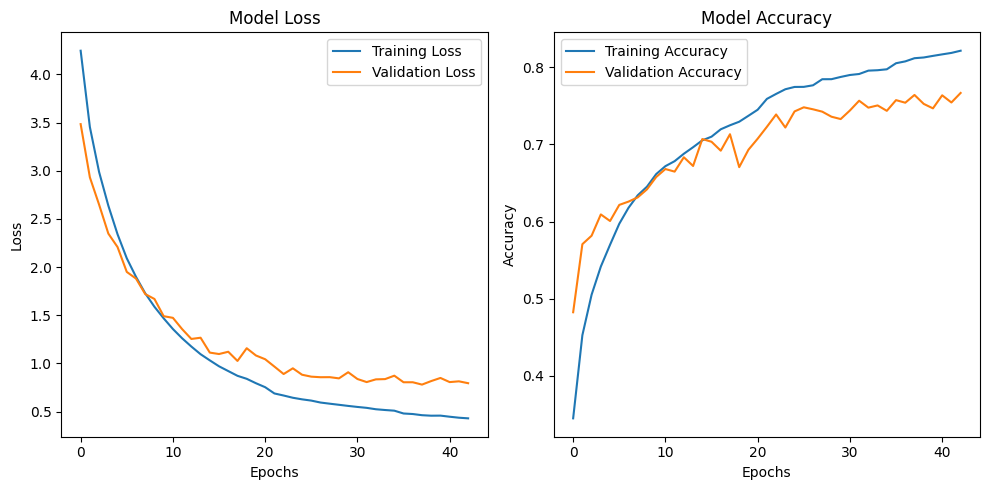 Model Loss
Training Loss
Validation Loss
Loss
4.0
3.5
3.0
2.5
2.0
1.5
1.0
0.5
0
10
20
30
40
Epochs
Model Accuracy
Training Accuracy
Validation Accuracy
Accuracy
0.8
0.7
0.6
0.5
0.4
0
10
20
30
40
Epochs